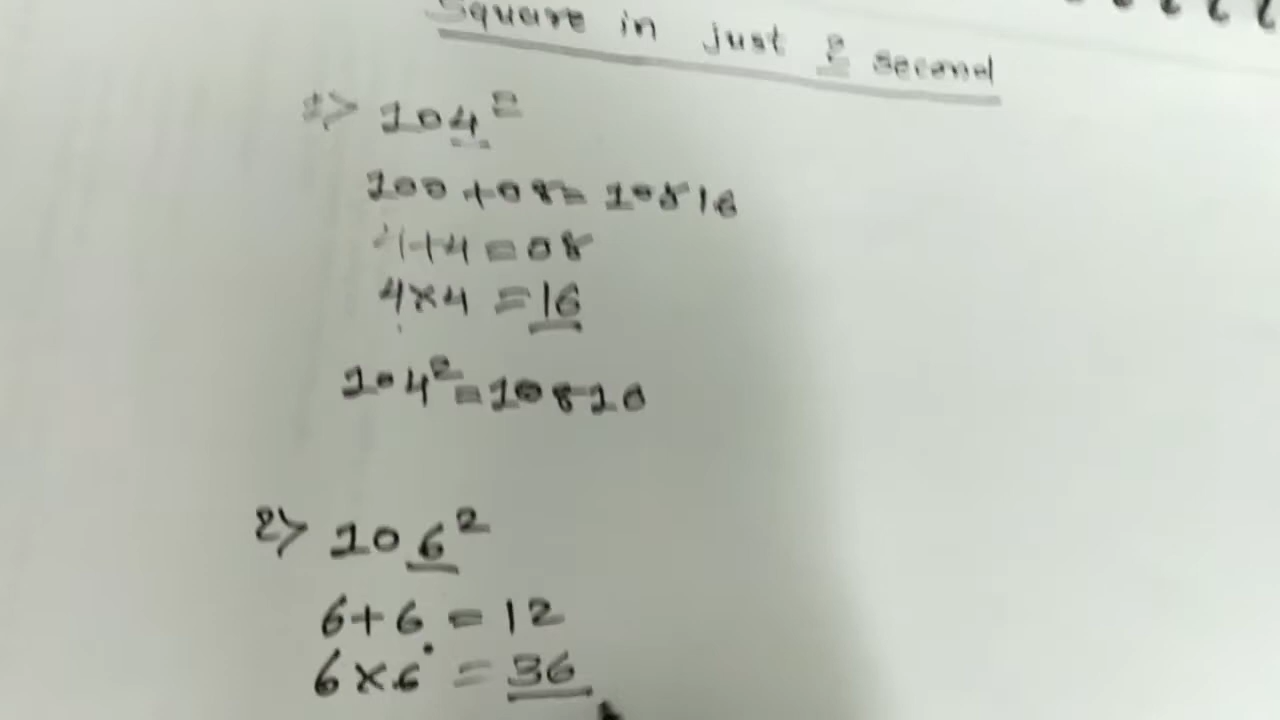 Square in just 2 second
1> 104²
100+08= 10816
4+4 = 08
4×4 = 16
104² = 10816
2> 106²
6+6 = 12
6×6 = 36